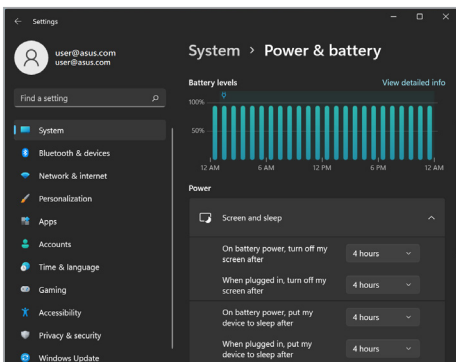 Settings
user@asus.com
user@asus.com
Find a setting
System
Bluetooth & devices
Network & internet
Personalization
Apps
Accounts
Time & language
Gaming
Accessibility
Privacy & security
Windows Update
System > Power & battery
Battery levels
View detailed info
100%
50%
12 AM 6 AM 12 PM 6 PM 12 AM
Power
Screen and sleep
On battery power, turn off my
screen after
4 hours
When plugged in, turn off my
screen after
4 hours
On battery power, put my
device to sleep after
4 hours
When plugged in, put my
device to sleep after
4 hours